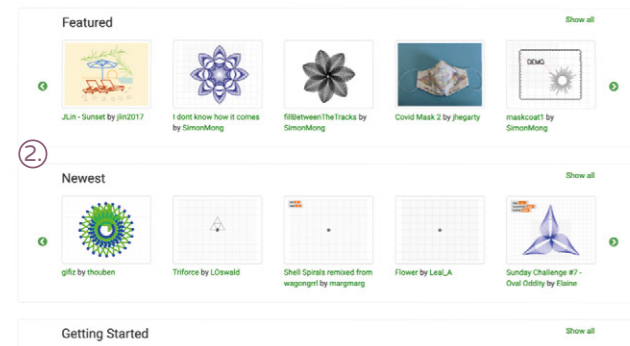 Featured
Show all
DEMO
JLin - Sunset by jlin2017
I dont know how it comes
by SimonMong
fillBetweenTheTracks by
SimonMong
Covid Mask 2 by jhegarty
maskcoat1 by
SimonMong
2.
Newest
Show all
gifiz by thouben
Triforce by LOswald
Shell Spirals remixed from
wagongrrl by margmarg
Flower by Leal_A
Sunday Challenge #7 -
Oval Oddity by Elaine
Getting Started
Show all